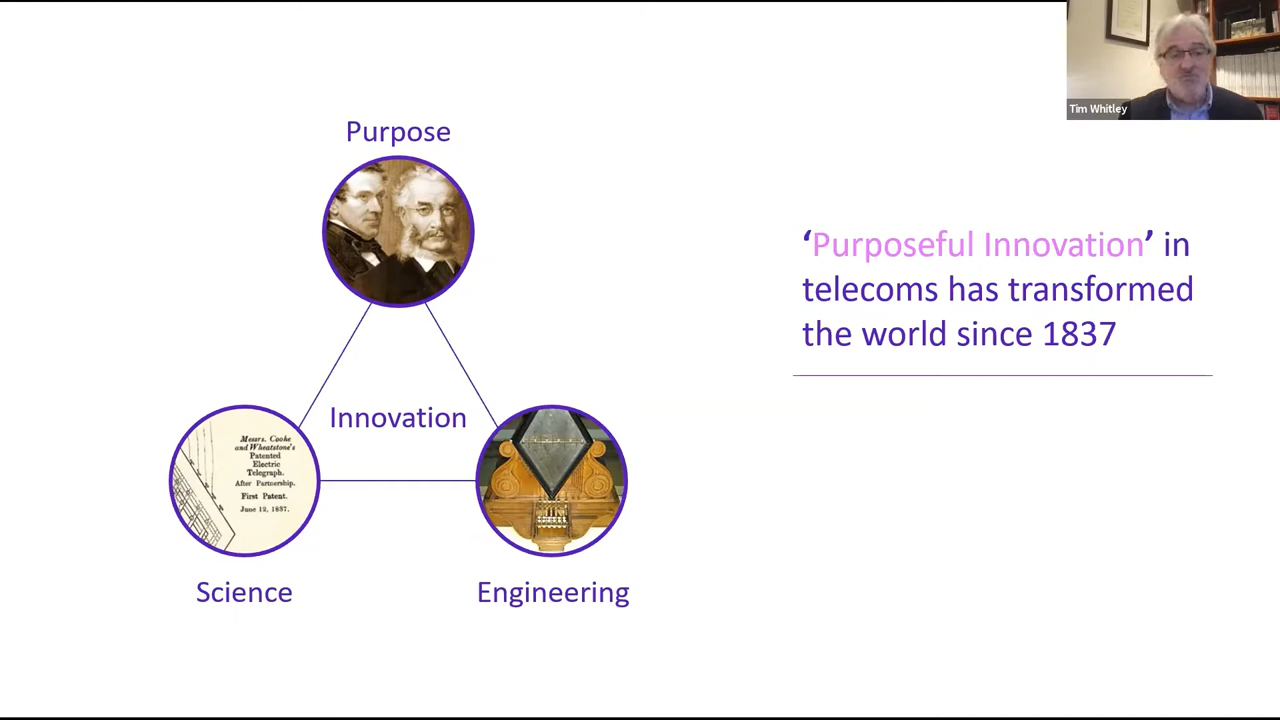 Tim Whitley
Purpose
‘Purposeful Innovation’ in
telecoms has transformed
the world since 1837
Innovation
Messrs. Cooke
and Wheatstone's
Patented
Electric
Telegraph.
After Partnership.
First Patent.
June 12, 1837.
Science
Engineering